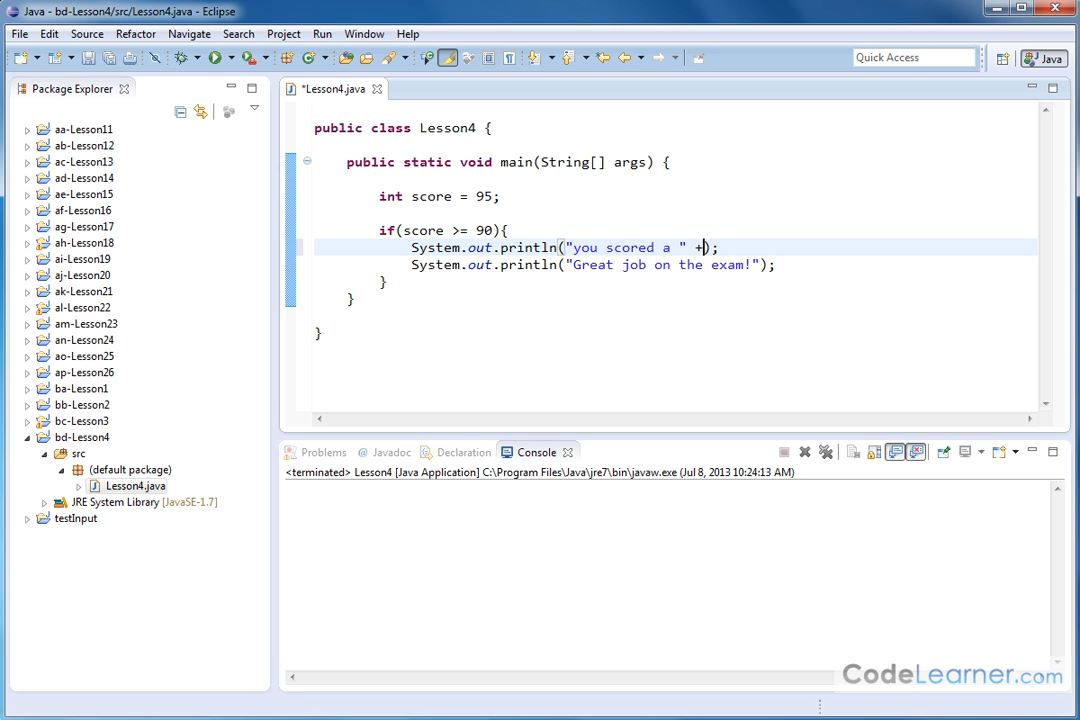 Java - bd-Lesson4/src/Lesson4.java - Eclipse
File Edit Source Refactor Navigate Search Project Run Window Help
Quick Access
Java
Package Explorer
*Lesson4.java
aa-Lesson11
ab-Lesson12
ac-Lesson13
ad-Lesson14
ae-Lesson15
af-Lesson16
ag-Lesson17
ah-Lesson18
ai-Lesson19
aj-Lesson20
ak-Lesson21
al-Lesson22
am-Lesson23
an-Lesson24
ao-Lesson25
ap-Lesson26
ba-Lesson1
bb-Lesson2
bc-Lesson3
bd-Lesson4
src
(default package)
Lesson4.java
JRE System Library [JavaSE-1.7]
testInput
public class Lesson4 {
public static void main(String[] args) {
int score = 95;
if(score >= 90){
System.out.println("you scored a " +);
System.out.println("Great job on the exam!");
}
}
}
Problems @ Javadoc Declaration Console
<terminated> Lesson4 [Java Application] C:\Program Files\Java\jre7\bin\javaw.exe (Jul 8, 2013 10:24:13 AM)
CodeLearner.com